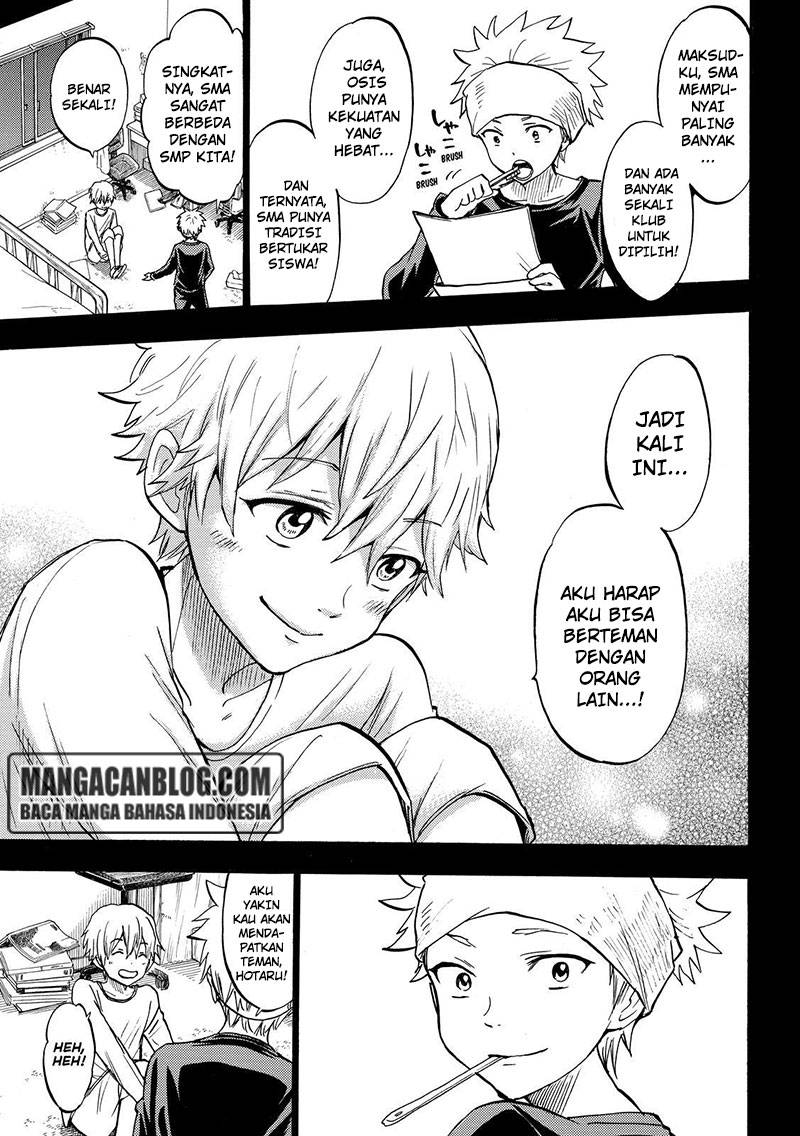 MAKSUD-
KU, SMA
MEMPU-
NYAI
PALING
BANYAK
...
DAN ADA
BANYAK
SEKALI
KLUB
UNTUK
DIPILIH!
JUGA,
OSIS
PUNYA
KEKUATAN
YANG
HEBAT...
しゃこ
BRUSH
しゃこ
BRUSH
DAN
TERNYATA,
SMA PUNYA
TRADISI
BERTUKAR
SISWA!
SINGKAT-
NYA, SMA
SANGAT
BERBEDA
DENGAN
SMP KITA!
BENAR
SEKALI!
JADI
KALI
INI...
AKU HARAP
AKU BISA
BERTEMAN
DENGAN
ORANG
LAIN...!
MANGACANBLOG.COM
BACA MANGA BAHASA INDONESIA
AKU
YAKIN
KAU AKAN
MENDA-
PATKAN
TEMAN,
HOTARU!
HEH,
HEH!